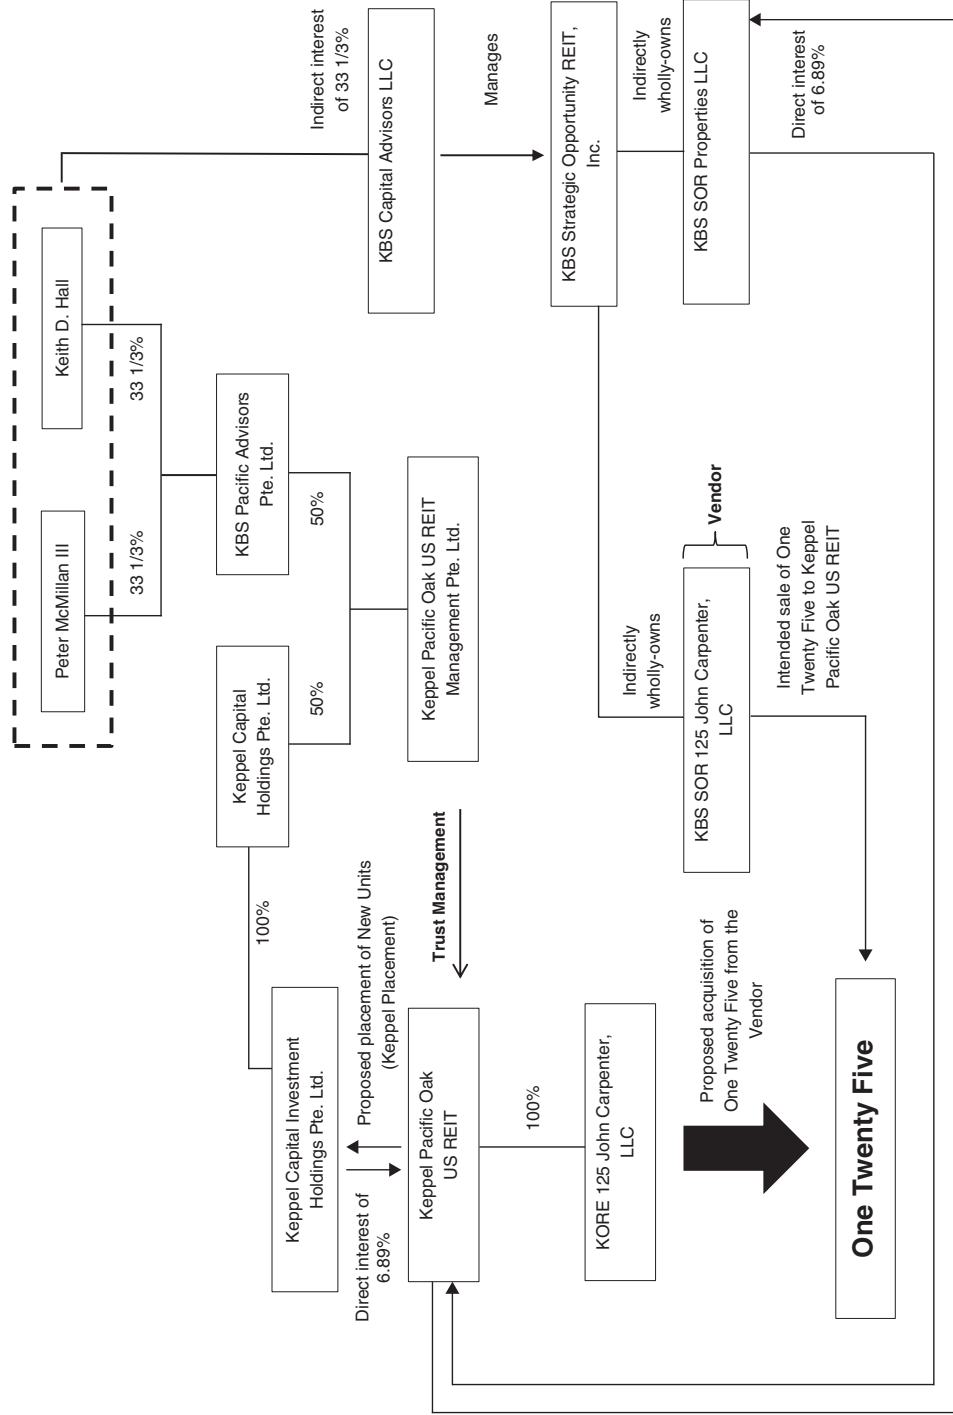 Peter McMillan III
Keith D. Hall
33 1/3%
33 1/3%
Indirect interest
of 33 1/3%
Keppel Capital
Holdings Pte. Ltd.
KBS Pacific Advisors
Pte. Ltd.
100%
50%
50%
Keppel Capital Investment
Holdings Pte. Ltd.
KBS Capital Advisors LLC
Direct interest of
6.89%
Proposed placement of New Units
(Keppel Placement)
Keppel Pacific Oak
US REIT
Trust Management
Keppel Pacific Oak US REIT
Management Pte. Ltd.
Manages
100%
KBS Strategic Opportunity REIT,
Inc.
KORE 125 John Carpenter,
LLC
Indirectly
wholly-owns
Indirectly
wholly-owns
KBS SOR 125 John Carpenter,
LLC
Vendor
KBS SOR Properties LLC
Proposed acquisition of
One Twenty Five from the
Vendor
Intended sale of One
Twenty Five to Keppel
Pacific Oak US REIT
Direct interest
of 6.89%
One Twenty Five